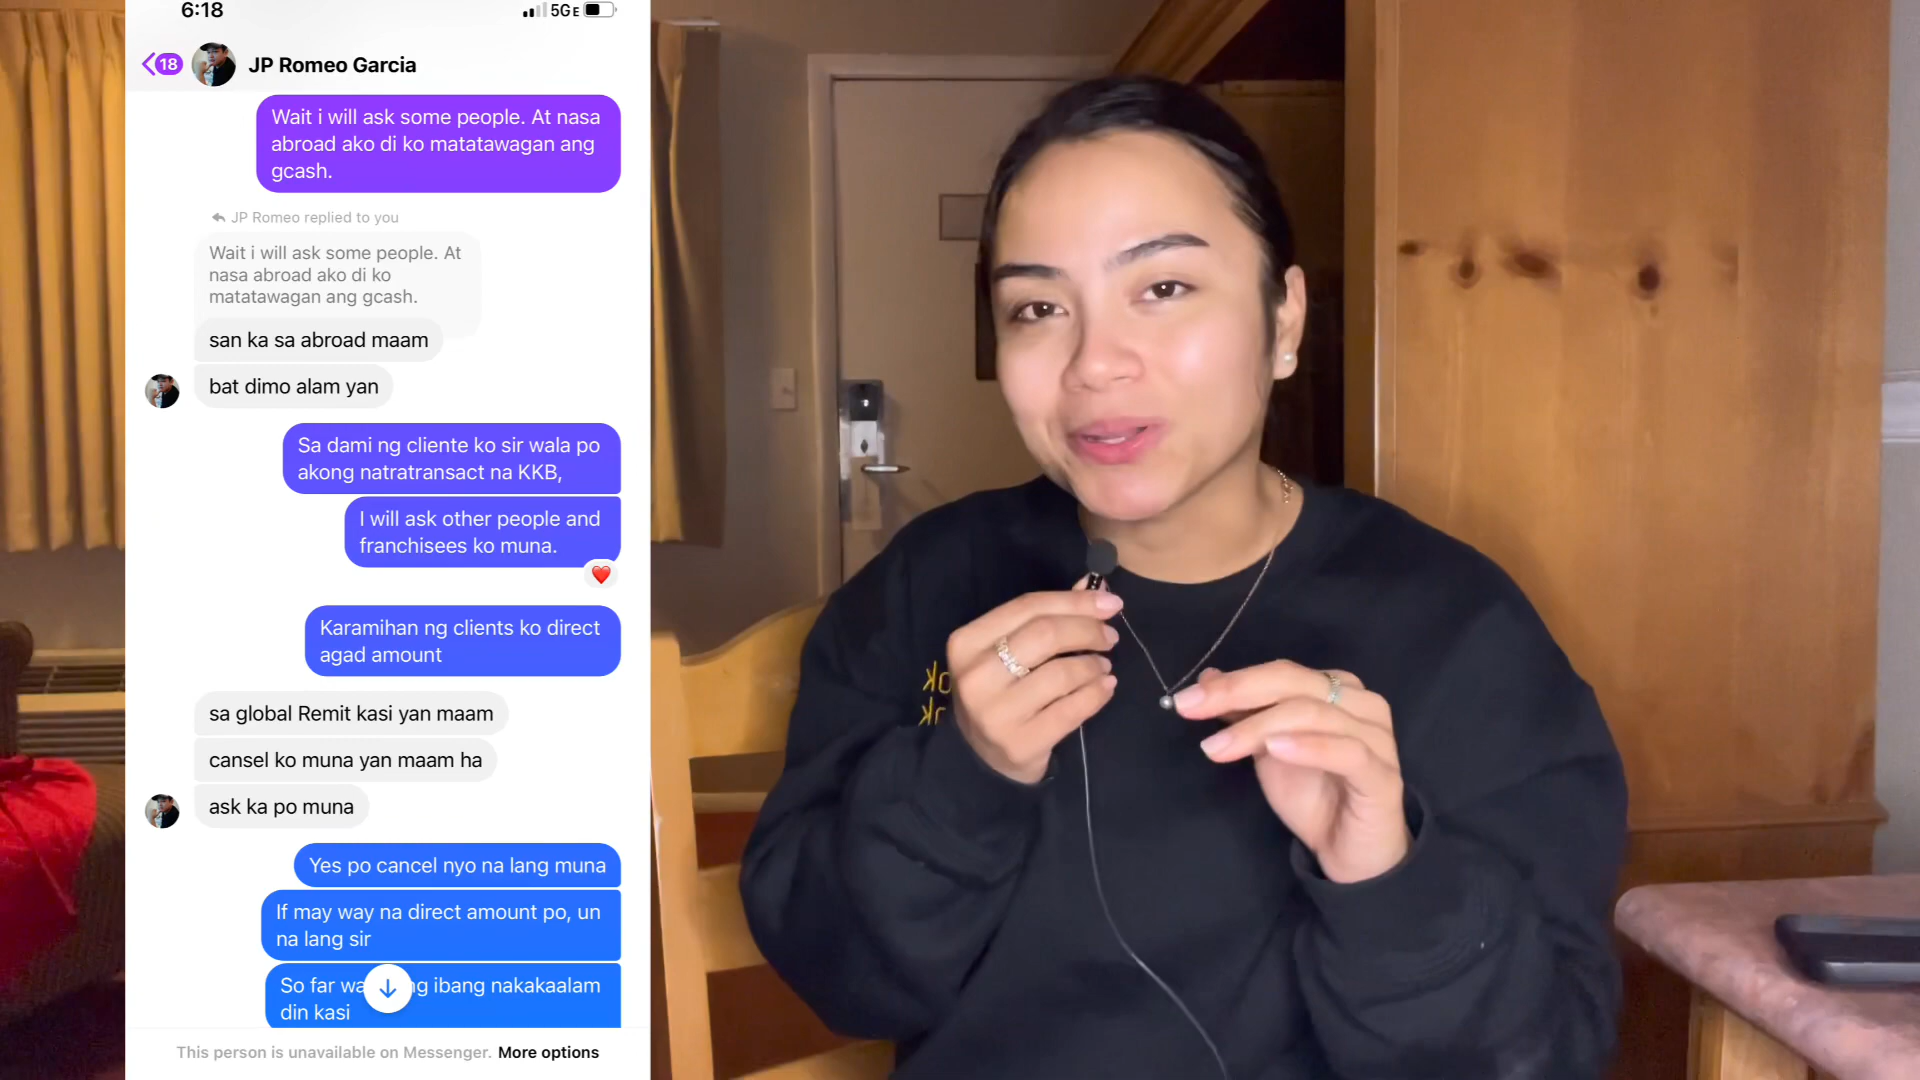 6:18
5GE
18
JP Romeo Garcia
Wait i will ask some people. At nasa
abroad ako di ko matatawagan ang
gcash.
JP Romeo replied to you
Wait i will ask some people. At
nasa abroad ako di ko
matatawagan ang gcash.
san ka sa abroad maam
bat dimo alam yan
Sa dami ng cliente ko sir wala po
akong natratransact na KKB,
I will ask other people and
franchisees ko muna.
Karamihan ng clients ko direct
agad amount
sa global Remit kasi yan maam
cansel ko muna yan maam ha
ask ka po muna
Yes po cancel nyo na lang muna
If may way na direct amount po, un
na lang sir
So far ibang nakakaalam
din kasi
This person is unavailable on Messenger. More options